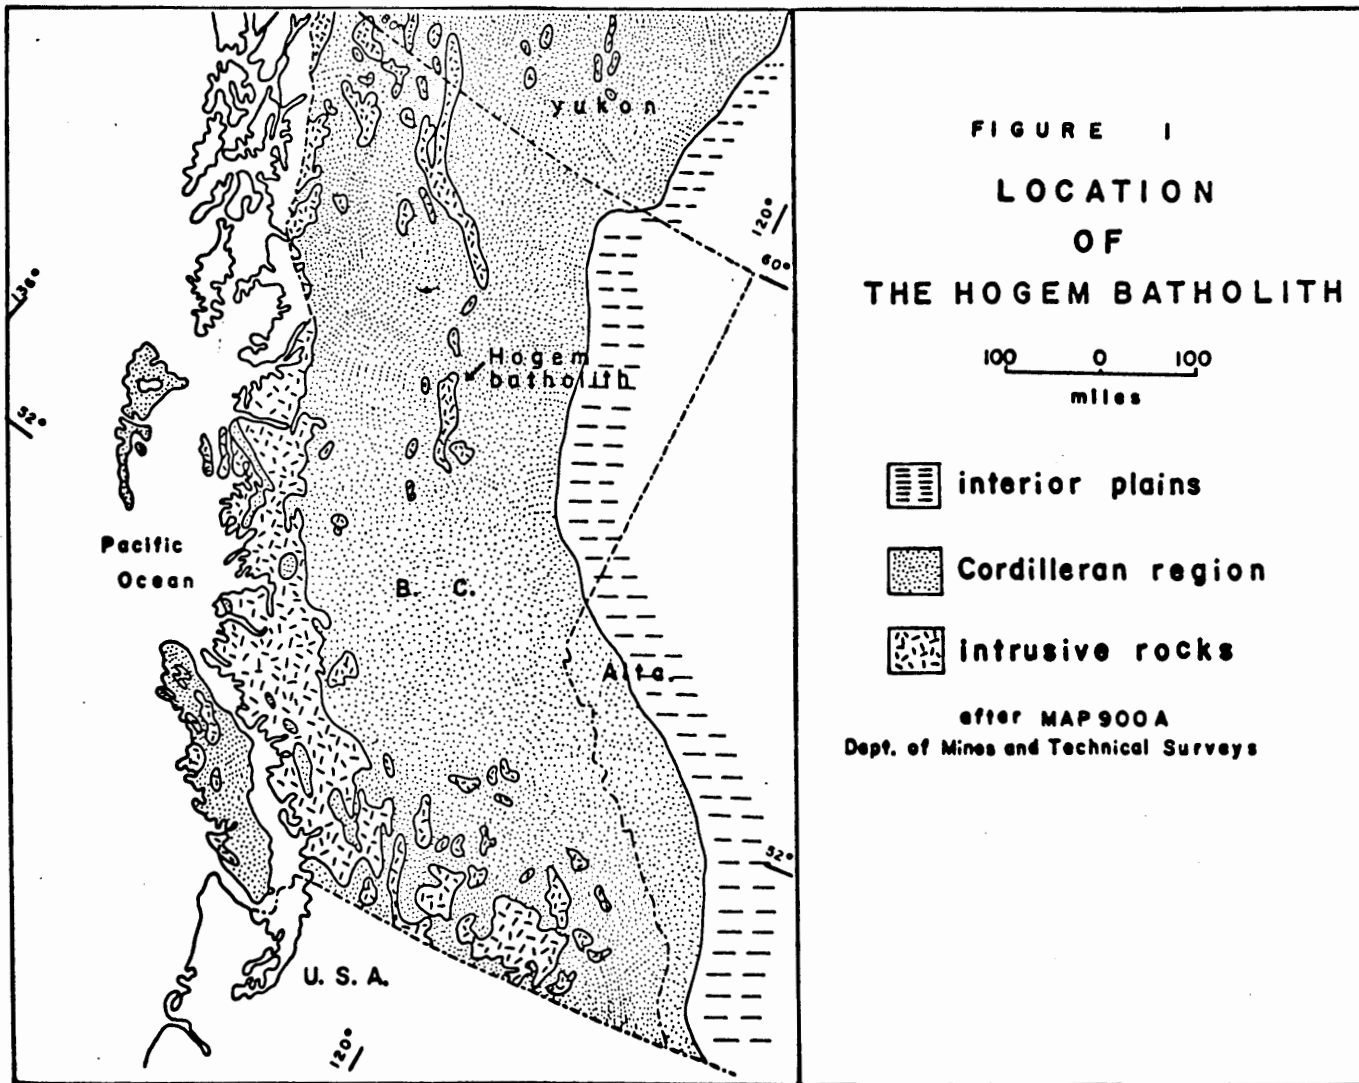 60°
yukon
120°
60°
136°
Hogem
batholith
52°
Pacific
Ocean
B. C.
Alta.
52°
U. S. A.
120°
FIGURE 1
LOCATION
OF
THE HOGEM BATHOLITH
100 0 100
miles
interior plains
Cordilleran region
intrusive rocks
after MAP 900 A
Dept. of Mines and Technical Surveys